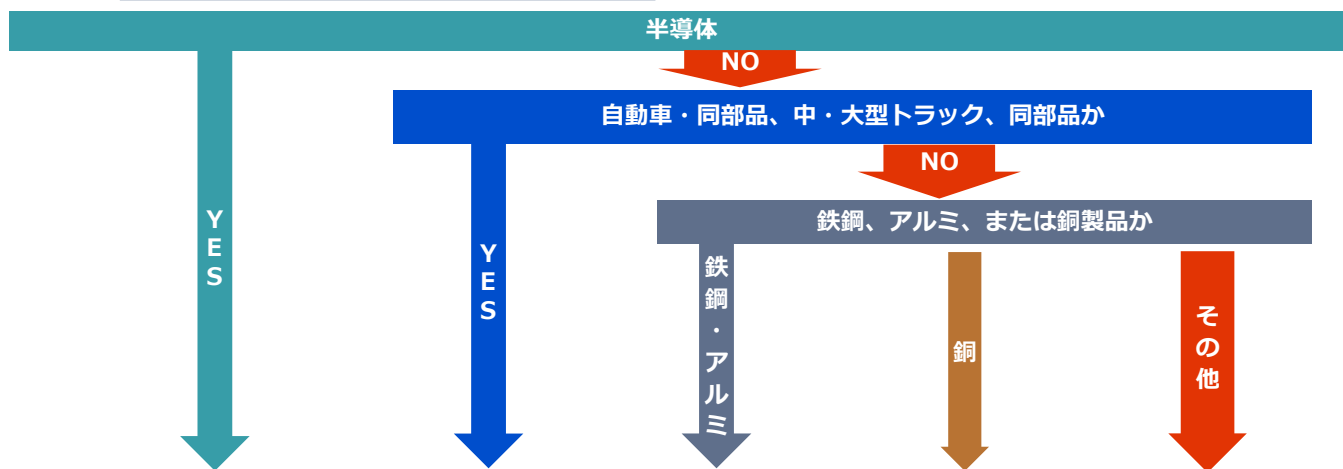 半導体
NO
自動車・同部品、中・大型トラック、同部品か
NO
鉄鋼、アルミ、または銅製品か
YES
YES
鉄鋼・アルミ
銅
その他